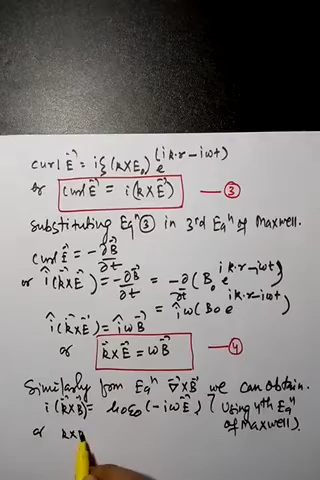 curl E⃗ = i{(k×E₀) e^(ik·r−iωt)
or curl E⃗ = i(k×E⃗) — ③
Substituting Eqⁿ ③ in 3rd Eqⁿ of Maxwell.
curl E⃗ = −∂B⃗/∂t
or i(k⃗×E⃗) = −∂B⃗/∂t = −∂/∂t (B₀ e^(ik·r−iωt))
= iω(B₀ e^(ik·r−iωt))
i(k⃗×E⃗) = iωB⃗
or k⃗×E⃗ = ωB⃗ — ④
Similarly from Eqⁿ ∇⃗×B⃗ we can obtain.
i(k⃗×B⃗) = μ₀ε₀(−iωE⃗) (Using 4th Eqⁿ
of Maxwell).
or k×B